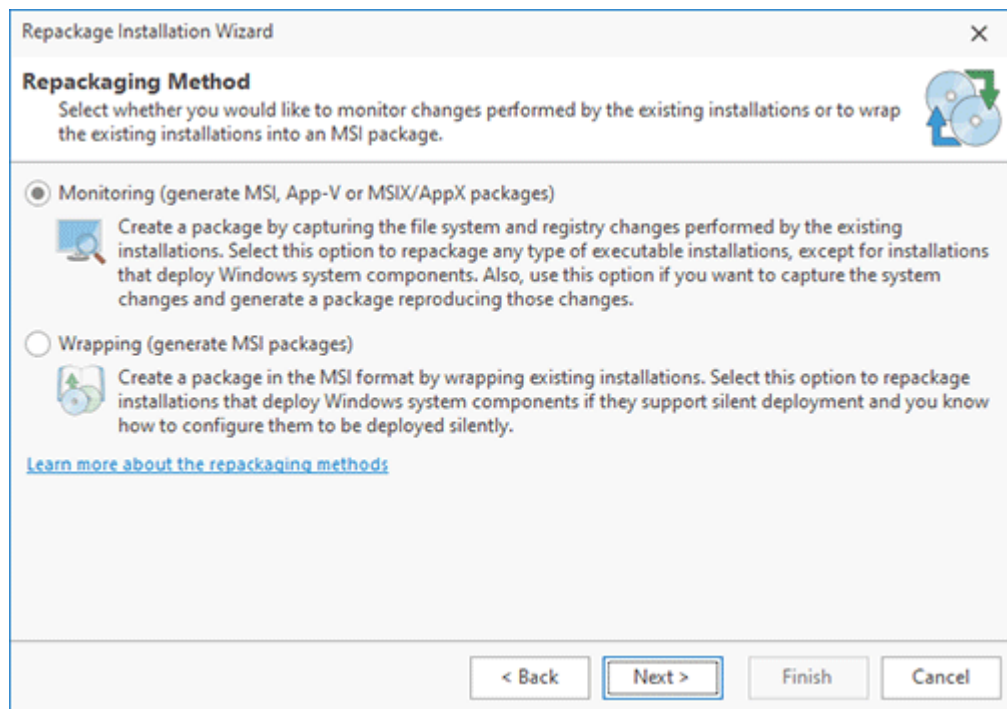 Repackage Installation Wizard
Repackaging Method
Select whether you would like to monitor changes performed by the existing installations or to wrap
the existing installations into an MSI package.
Monitoring (generate MSI, App-V or MSIX/AppX packages)
Create a package by capturing the file system and registry changes performed by the existing
installations. Select this option to repackage any type of executable installations, except for installations
that deploy Windows system components. Also, use this option if you want to capture the system
changes and generate a package reproducing those changes.
Wrapping (generate MSI packages)
Create a package in the MSI format by wrapping existing installations. Select this option to repackage
installations that deploy Windows system components if they support silent deployment and you know
how to configure them to be deployed silently.
Learn more about the repackaging methods
< Back Next > Finish Cancel